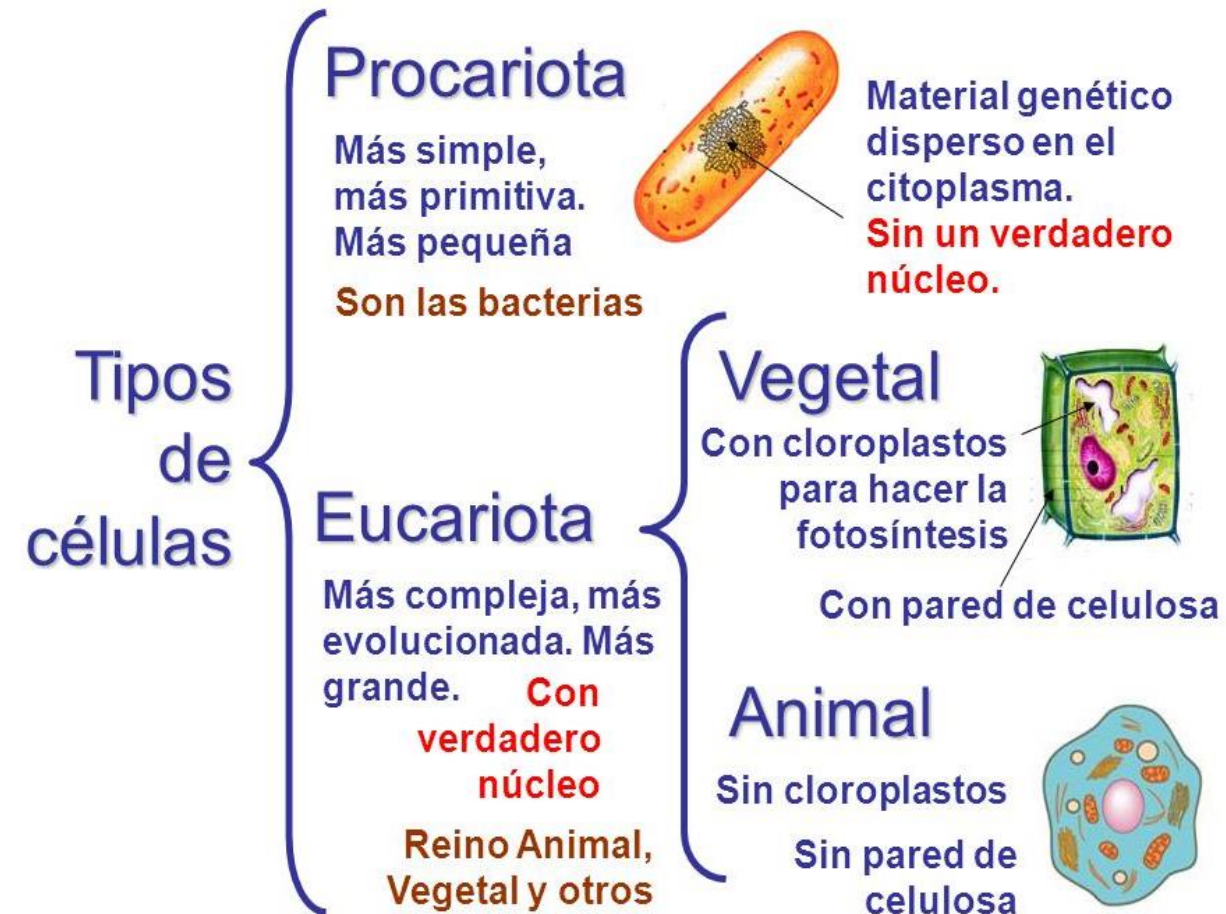 Tipos
de
células
Procariota
Más simple,
más primitiva.
Más pequeña
Son las bacterias
Material genético
disperso en el
citoplasma.
Sin un verdadero
núcleo.
Eucariota
Más compleja, más
evolucionada. Más
grande. Con
verdadero
núcleo
Reino Animal,
Vegetal y otros
Vegetal
Con cloroplastos
para hacer la
fotosíntesis
Con pared de celulosa
Animal
Sin cloroplastos
Sin pared de
celulosa